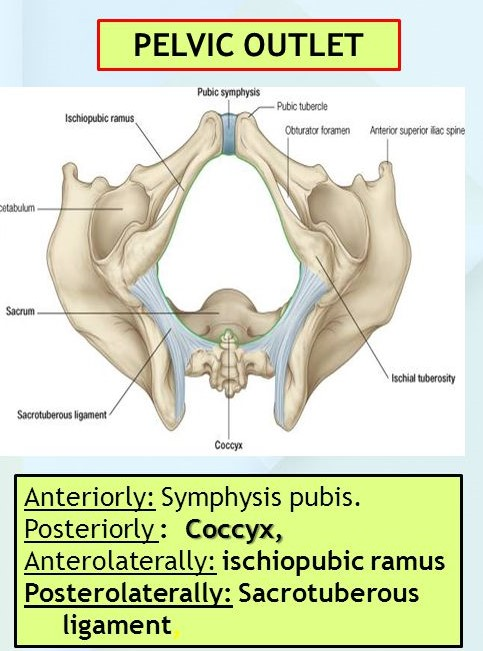 PELVIC OUTLET
Pubic symphysis
Pubic tubercle
Ischiopubic ramus
Obturator foramen
Anterior superior iliac spine
cetabulum
Sacrum
Ischial tuberosity
Sacrotuberous ligament
Coccyx
Anteriorly: Symphysis pubis.
Posteriorly : Coccyx,
Anterolaterally: ischiopubic ramus
Posterolaterally: Sacrotuberous
ligament,